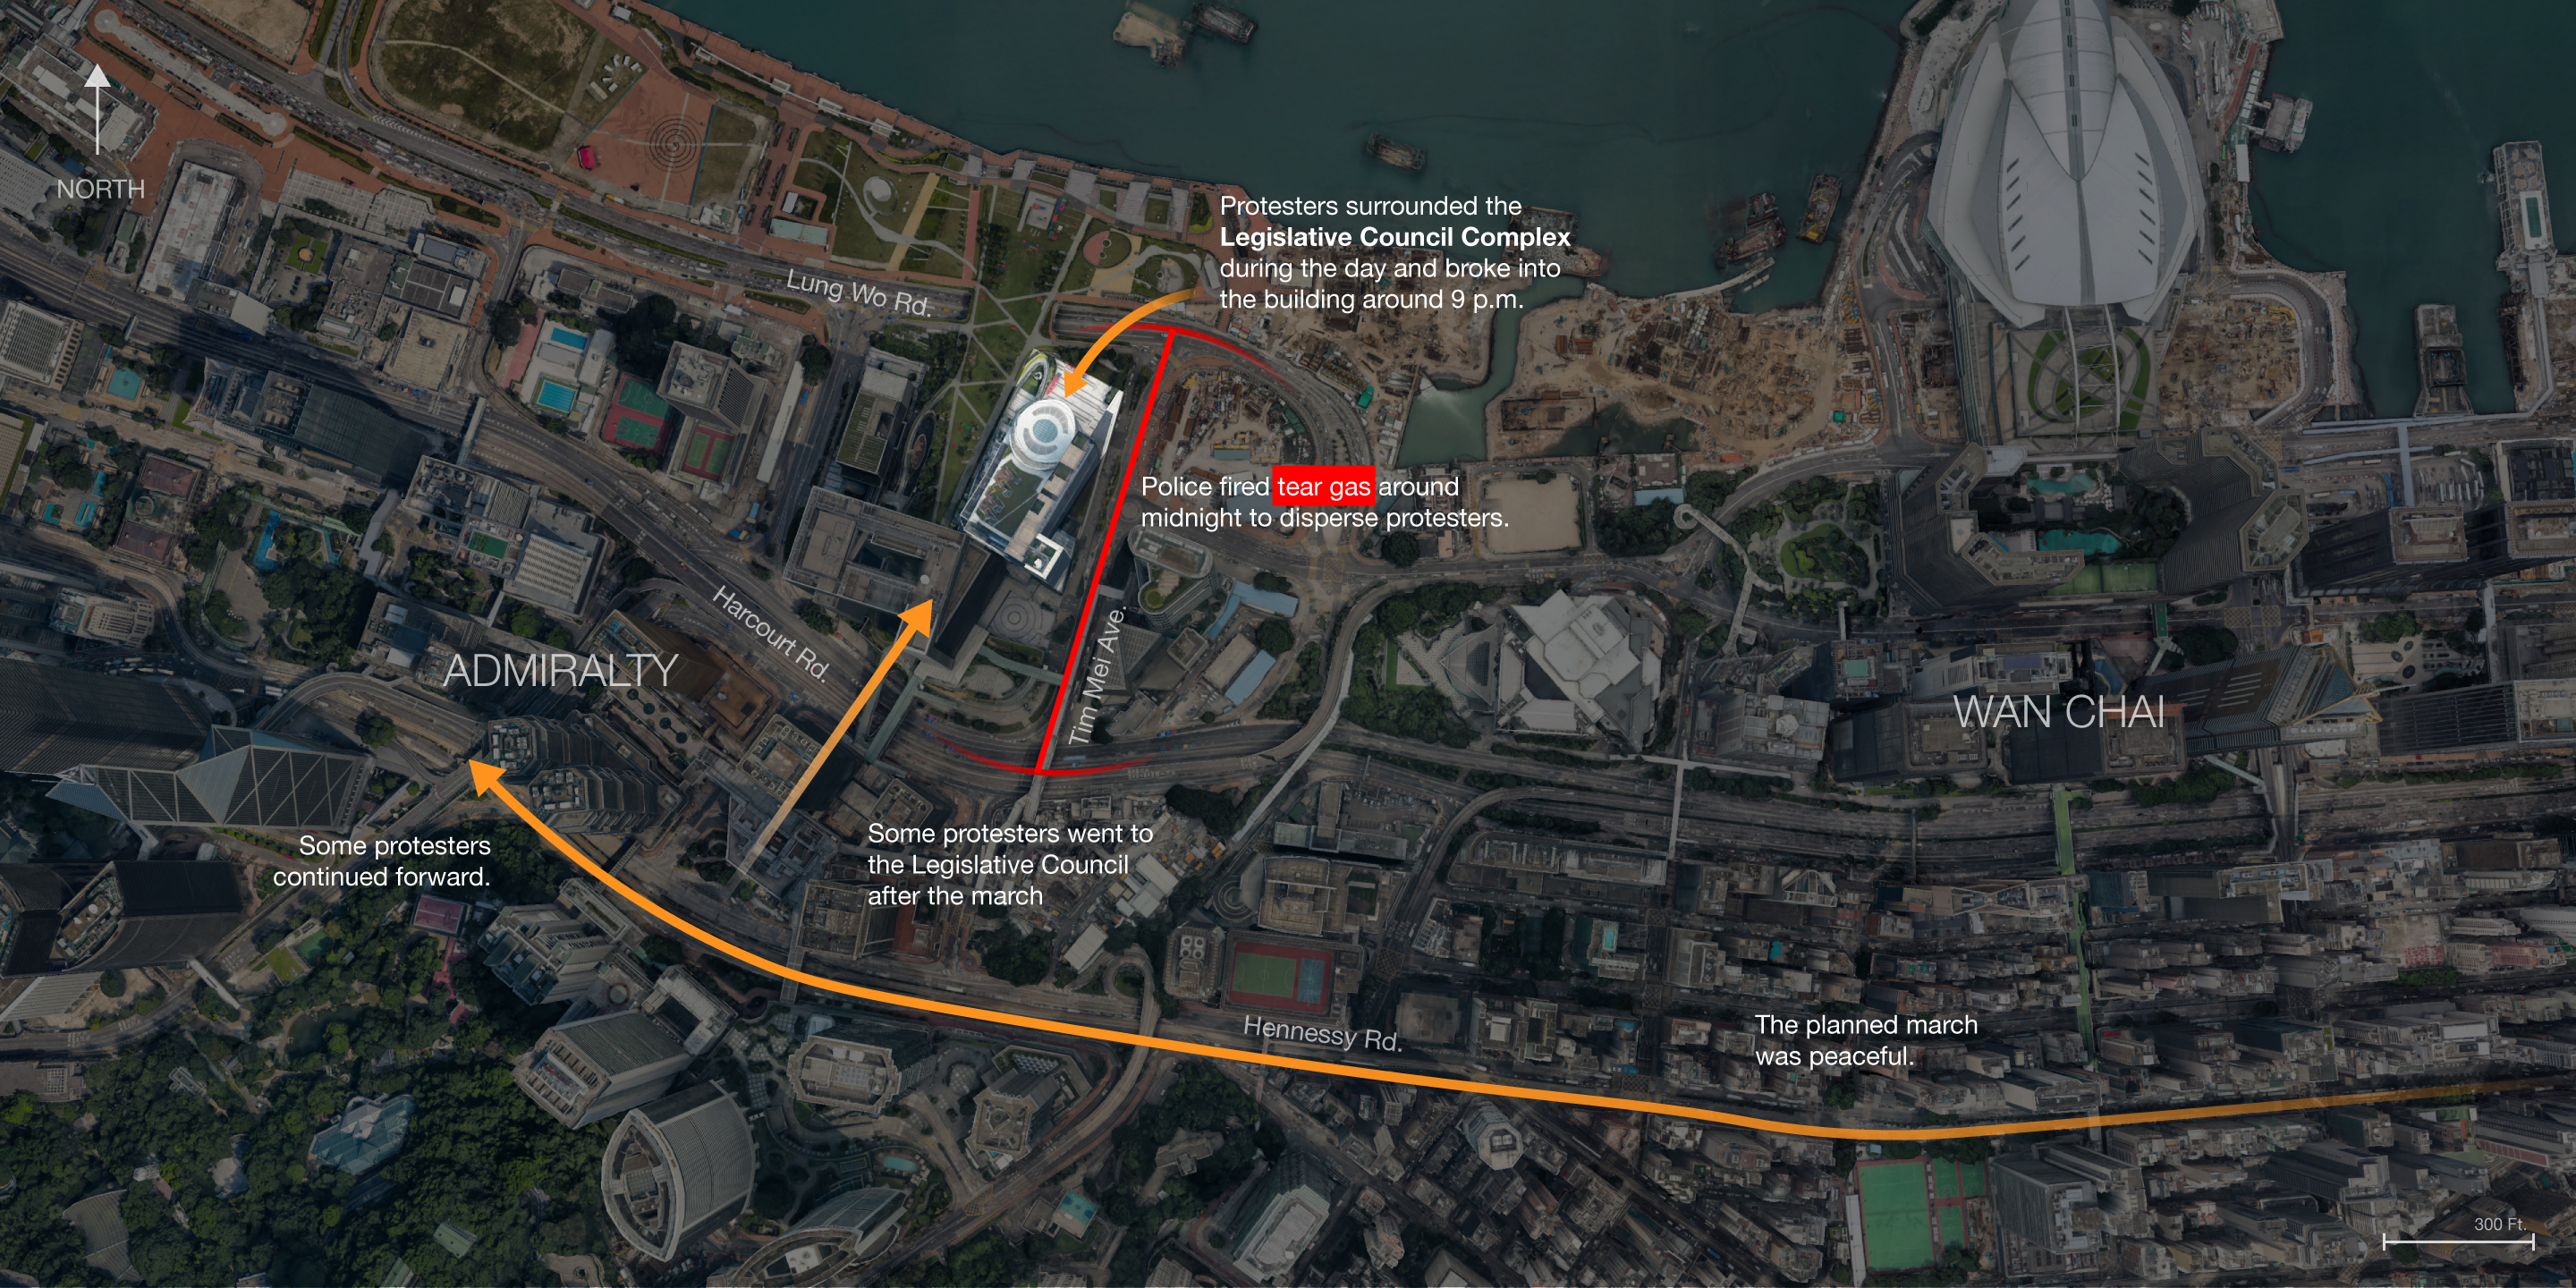 NORTH
Protesters surrounded the
Legislative Council Complex
during the day and broke into
the building around 9 p.m.
Lung Wo Rd.
Police fired tear gas around
midnight to disperse protesters.
Harcourt Rd.
Tim Mei Ave.
ADMIRALTY
WAN CHAI
Some protesters
continued forward.
Some protesters went to
the Legislative Council
after the march
Hennessy Rd.
The planned march
was peaceful.
300 Ft.